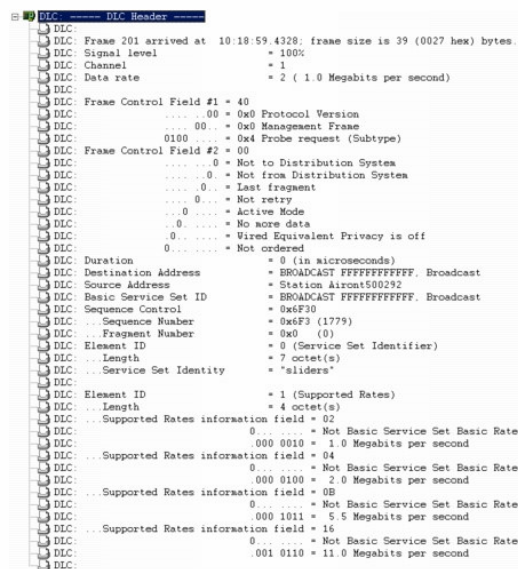 DLC: ----- DLC Header -----
DLC:
DLC: Frame 201 arrived at 10:18:59.4328; frame size is 39 (0027 hex) bytes.
DLC: Signal level = 100%
DLC: Channel = 1
DLC: Data rate = 2 ( 1.0 Megabits per second)
DLC:
DLC: Frame Control Field #1 = 40
DLC: .... ..00 = 0x0 Protocol Version
DLC: .... 00.. = 0x0 Management Frame
DLC: 0100 .... = 0x4 Probe request (Subtype)
DLC: Frame Control Field #2 = 00
DLC: .... ...0 = Not to Distribution System
DLC: .... ..0. = Not from Distribution System
DLC: .... .0.. = Last fragment
DLC: .... 0... = Not retry
DLC: ...0 .... = Active Mode
DLC: ..0. .... = No more data
DLC: .0.. .... = Wired Equivalent Privacy is off
DLC: 0... .... = Not ordered
DLC: Duration = 0 (in microseconds)
DLC: Destination Address = BROADCAST FFFFFFFFFFFF, Broadcast
DLC: Source Address = Station Airont500292
DLC: Basic Service Set ID = BROADCAST FFFFFFFFFFFF, Broadcast
DLC: Sequence Control = 0x6F30
DLC: ...Sequence Number = 0x6F3 (1779)
DLC: ...Fragment Number = 0x0 (0)
DLC: Element ID = 0 (Service Set Identifier)
DLC: ...Length = 7 octet(s)
DLC: ...Service Set Identity = "sliders"
DLC:
DLC: Element ID = 1 (Supported Rates)
DLC: ...Length = 4 octet(s)
DLC: ...Supported Rates information field = 02
DLC: 0... .... = Not Basic Service Set Basic Rate
DLC: .000 0010 = 1.0 Megabits per second
DLC: ...Supported Rates information field = 04
DLC: 0... .... = Not Basic Service Set Basic Rate
DLC: .000 0100 = 2.0 Megabits per second
DLC: ...Supported Rates information field = 0B
DLC: 0... .... = Not Basic Service Set Basic Rate
DLC: .000 1011 = 5.5 Megabits per second
DLC: ...Supported Rates information field = 16
DLC: 0... .... = Not Basic Service Set Basic Rate
DLC: .001 0110 = 11.0 Megabits per second
DLC: